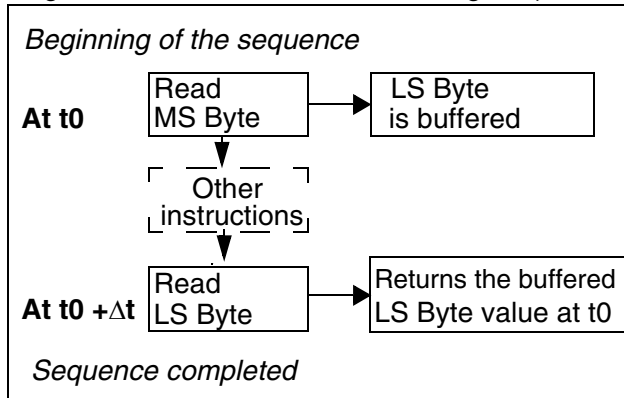 Beginning of the sequence
At t0
Read
MS Byte
LS Byte
is buffered
Other
instructions
At t0 +Δt
Read
LS Byte
Returns the buffered
LS Byte value at t0
Sequence completed